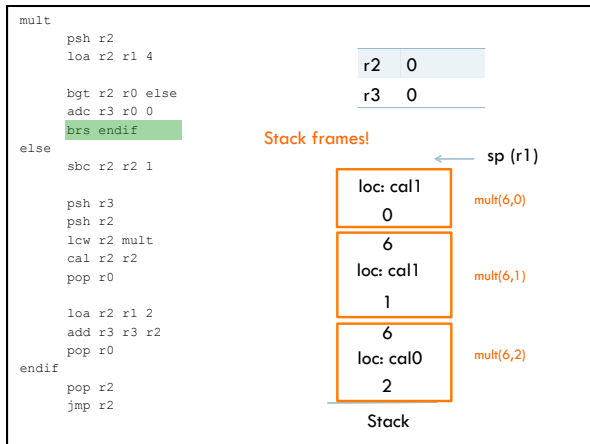 mult
psh r2
loa r2 r1 4
bgt r2 r0 else
adc r3 r0 0
brs endif
else
sbc r2 r2 1
psh r3
psh r2
lcw r2 mult
cal r2 r2
pop r0
loa r2 r1 2
add r3 r3 r2
pop r0
endif
pop r2
jmp r2
r2 0
r3 0
Stack frames!
sp (r1)
loc: cal1
0
mult(6,0)
6
loc: cal1
1
mult(6,1)
6
loc: cal0
2
mult(6,2)
Stack